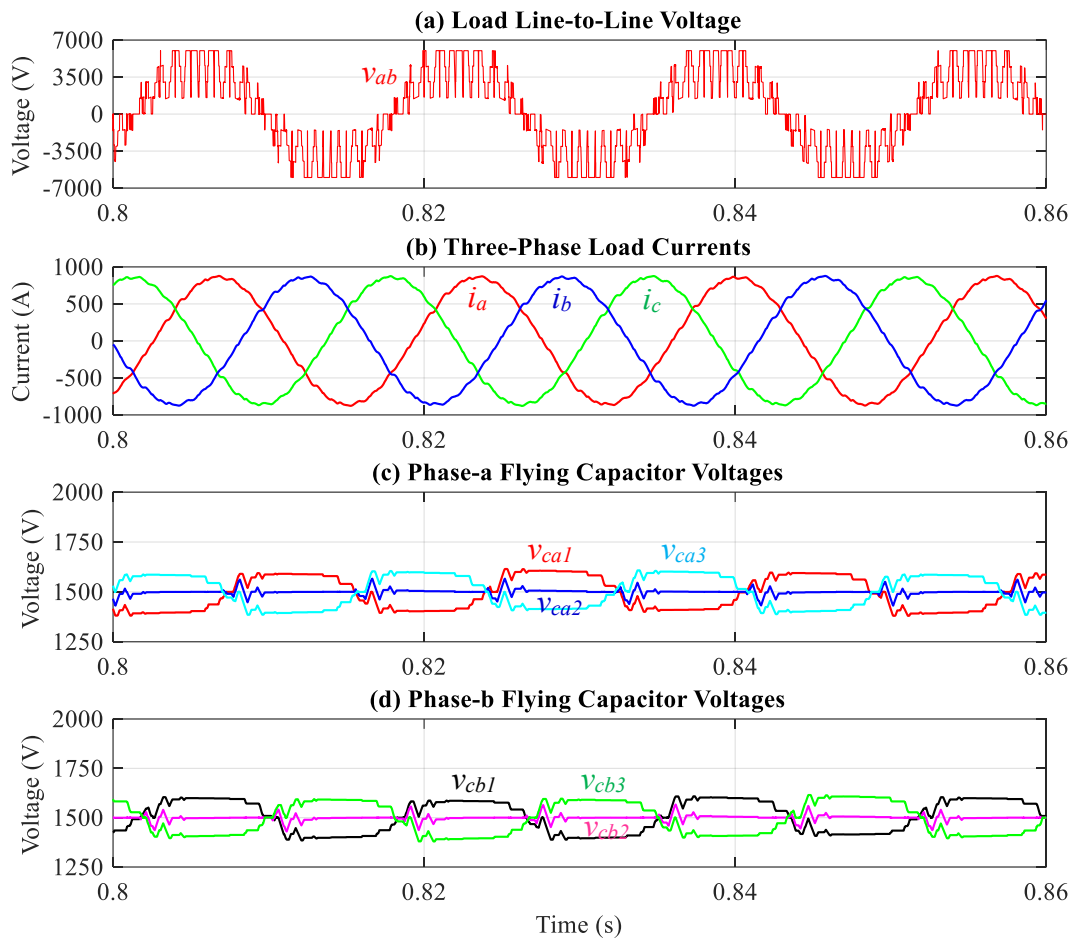 (a) Load Line-to-Line Voltage
Voltage (V)
7000
3500
0
-3500
-7000
vab
0.8 0.82 0.84 0.86
(b) Three-Phase Load Currents
Current (A)
1000
500
0
-500
-1000
ia ib ic
0.8 0.82 0.84 0.86
(c) Phase-a Flying Capacitor Voltages
Voltage (V)
2000
1750
1500
1250
vca1 vca3
vca2
0.8 0.82 0.84 0.86
(d) Phase-b Flying Capacitor Voltages
Voltage (V)
2000
1750
1500
1250
vcb1 vcb3
vcb2
0.8 0.82 0.84 0.86
Time (s)